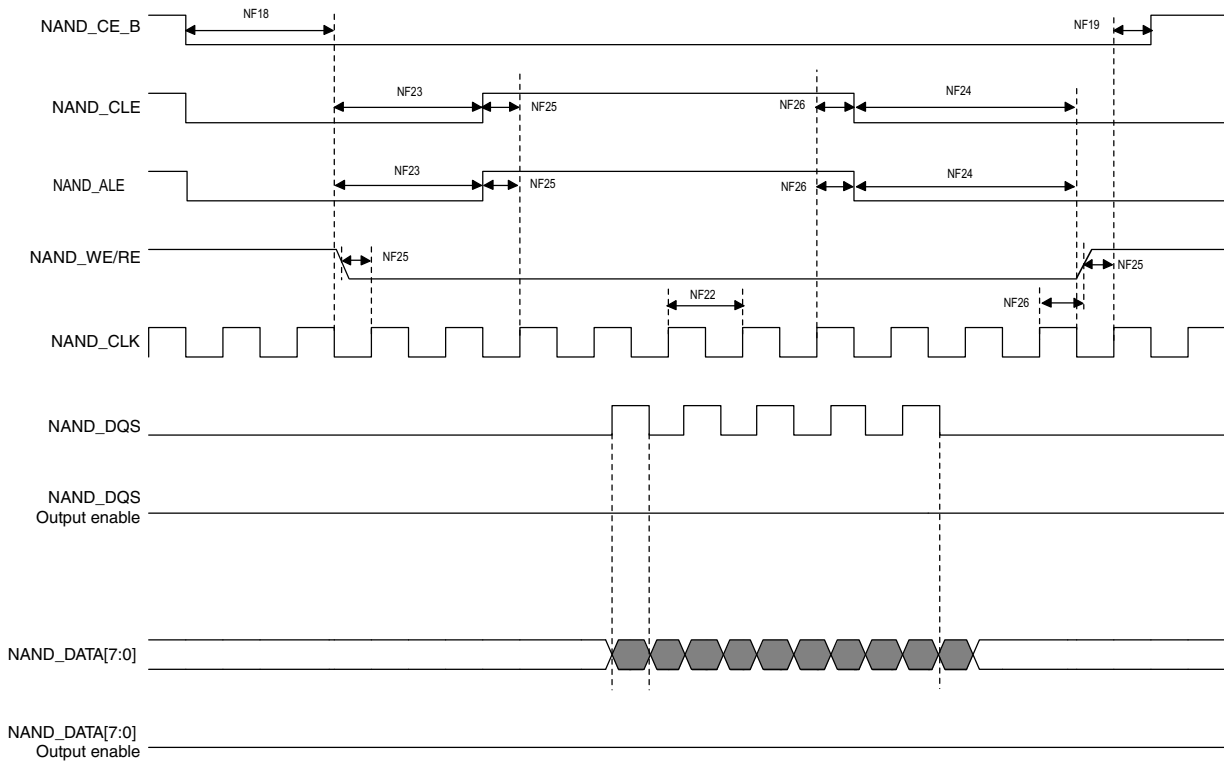 NAND_CE_B
NF18
NF19
NAND_CLE
NF23
NF25
NF26
NF24
NAND_ALE
NF23
NF25
NF26
NF24
NAND_WE/RE
NF25
NF25
NF22
NF26
NAND_CLK
NAND_DQS
NAND_DQS
Output enable
NAND_DATA[7:0]
NAND_DATA[7:0]
Output enable